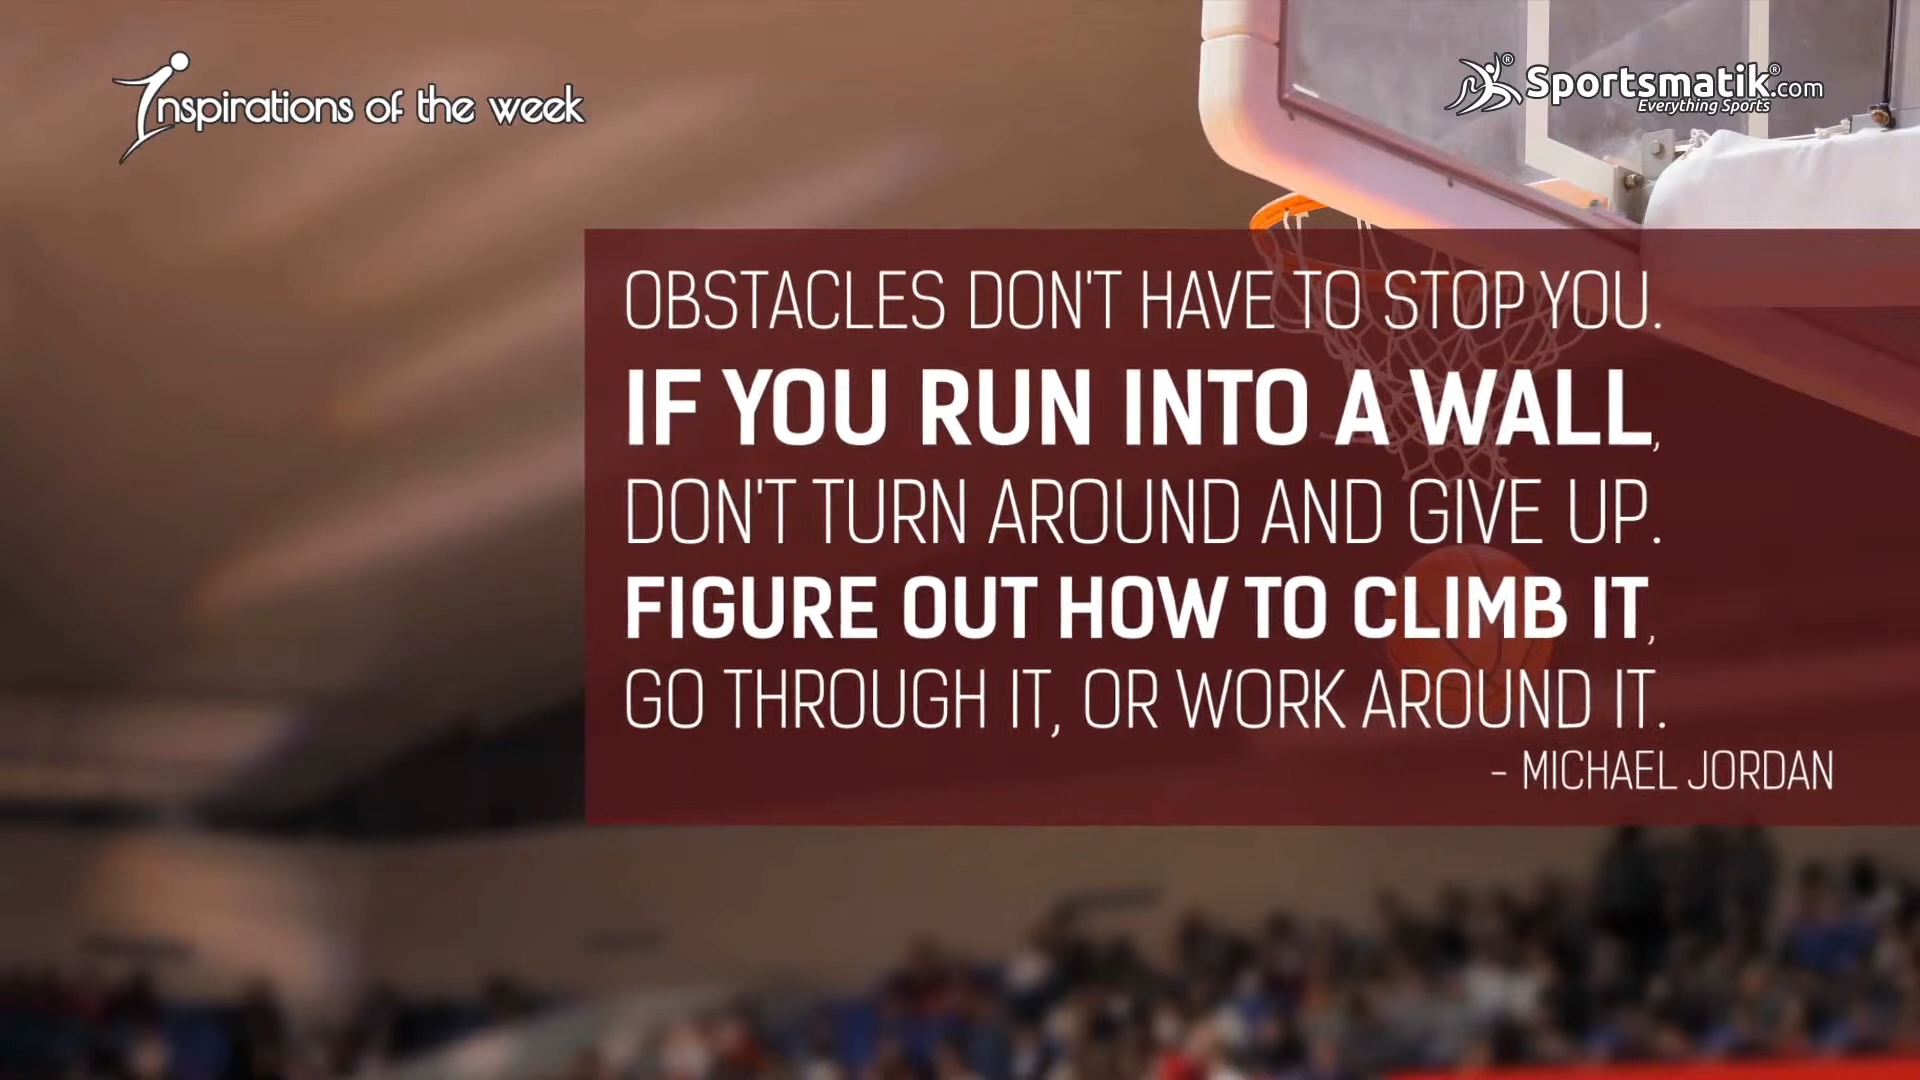 Inspirations of the week
Sportsmatik®.com
Everything Sports
OBSTACLES DON'T HAVE TO STOP YOU.
IF YOU RUN INTO A WALL,
DON'T TURN AROUND AND GIVE UP.
FIGURE OUT HOW TO CLIMB IT,
GO THROUGH IT, OR WORK AROUND IT.
- MICHAEL JORDAN